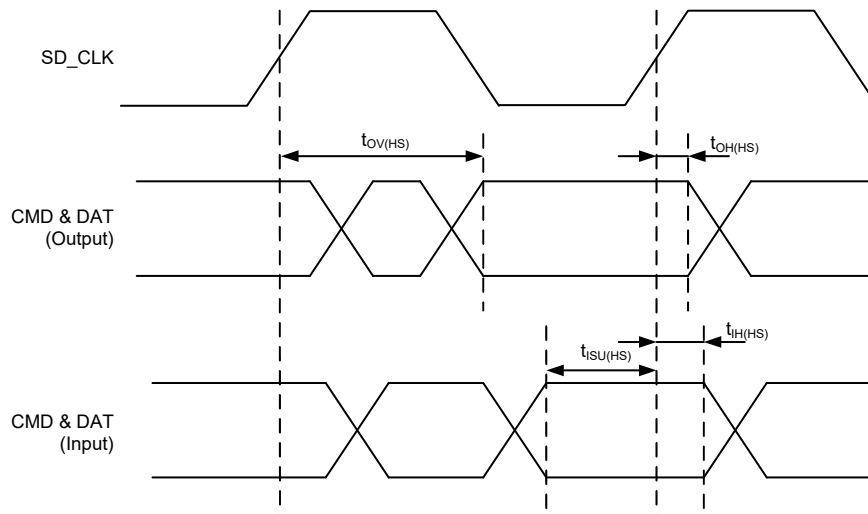 SD_CLK
tOV(HS)
tOH(HS)
CMD & DAT
(Output)
tIH(HS)
tISU(HS)
CMD & DAT
(Input)